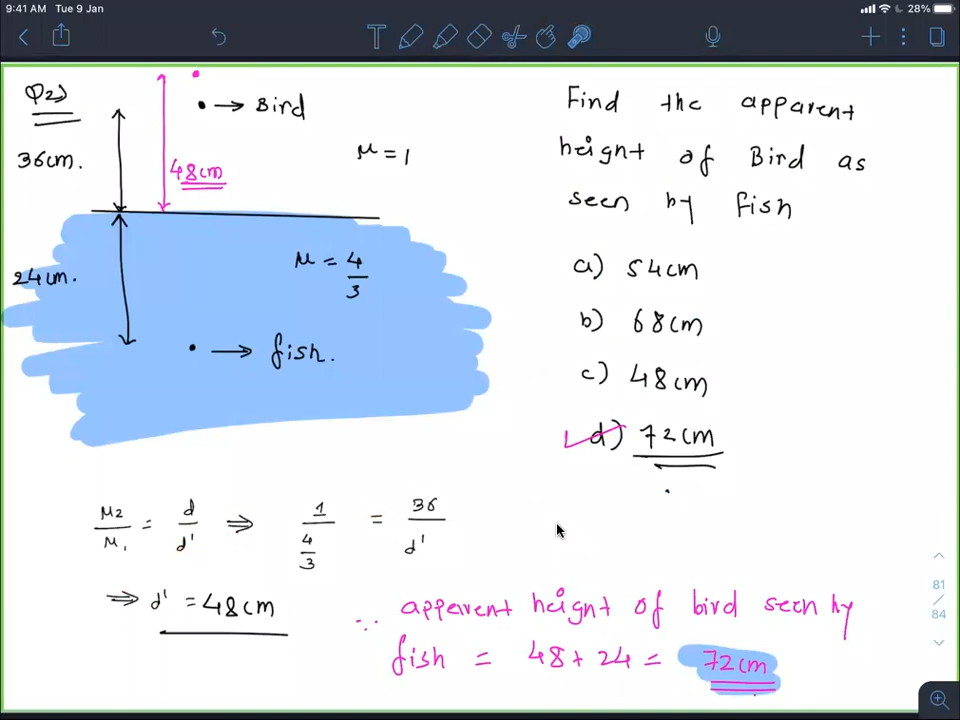 9:41 AM Tue 9 Jan
28%
Q2)
Bird
36cm.
48cm
μ = 1
24cm.
μ = 4/3
fish.
Find the apparent
height of Bird as
seen by fish
a) 54cm
b) 68cm
c) 48cm
d) 72cm
μ2/μ1 = d/d' ⇒ 1/(4/3) = 36/d'
⇒ d' = 48cm
∵ apparent height of bird seen by
fish = 48 + 24 = 72cm
81
/
84